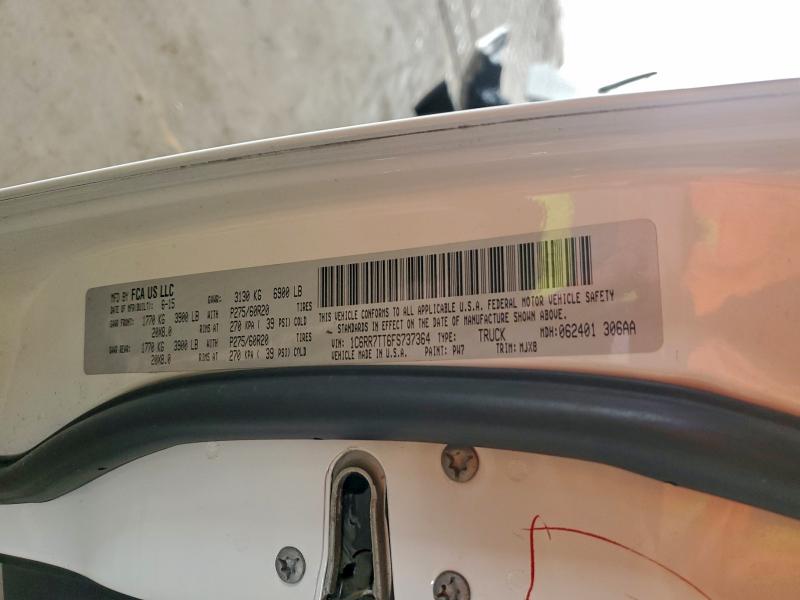 MFD BY FCA US LLC
DATE OF MFR(BUILT): 6-15 GVWR: 3130 KG 6900 LB
GAWR FRONT: 1770 KG 3900 LB WITH P275/60R20 TIRES
20X8.0 RIMS AT 270 KPA ( 39 PSI) COLD
GAWR REAR: 1770 KG 3900 LB WITH P275/60R20 TIRES
20X8.0 RIMS AT 270 KPA ( 39 PSI) COLD
THIS VEHICLE CONFORMS TO ALL APPLICABLE U.S.A. FEDERAL MOTOR VEHICLE SAFETY
STANDARDS IN EFFECT ON THE DATE OF MANUFACTURE SHOWN ABOVE.
VIN: 1C6RR7TT6FS737364 TYPE: TRUCK MDH:062401 306AA
VEHICLE MADE IN U.S.A. PAINT: PW7 TRIM: MJXB